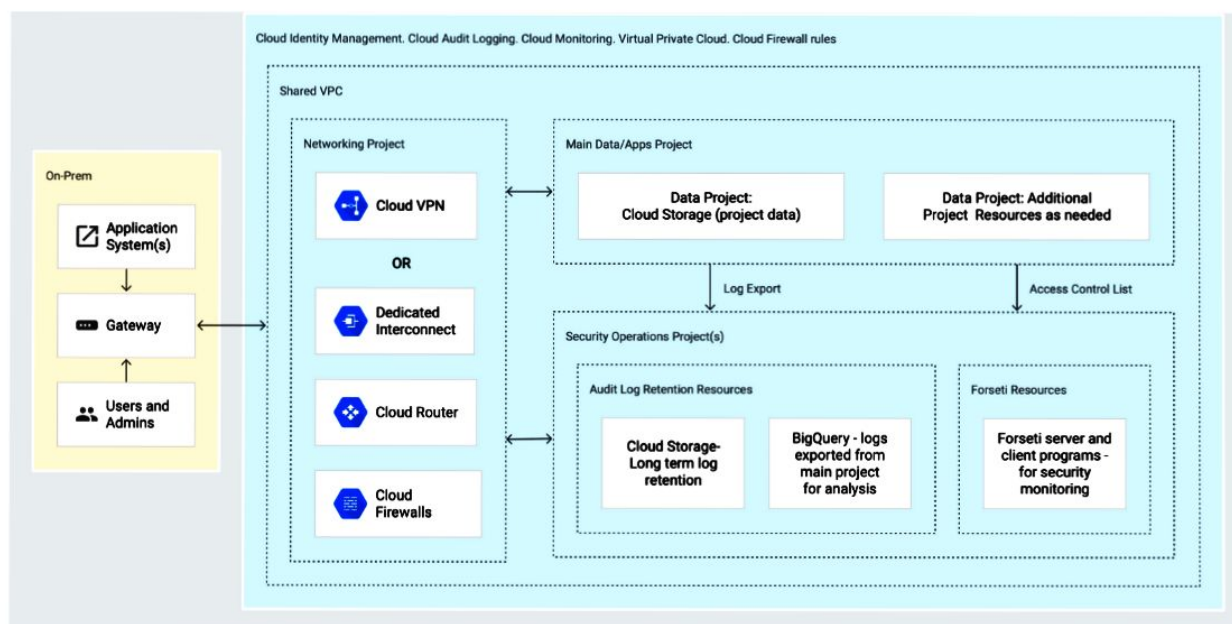 Cloud Identity Management. Cloud Audit Logging. Cloud Monitoring. Virtual Private Cloud. Cloud Firewall rules
Shared VPC
On-Prem
Application
System(s)
Gateway
Users and
Admins
Networking Project
Cloud VPN
OR
Dedicated
Interconnect
Cloud Router
Cloud
Firewalls
Main Data/Apps Project
Data Project:
Cloud Storage (project data)
Data Project: Additional
Project Resources as needed
Log Export
Access Control List
Security Operations Project(s)
Audit Log Retention Resources
Cloud Storage-
Long term log
retention
BigQuery - logs
exported from
main project
for analysis
Forseti Resources
Forseti server and
client programs -
for security
monitoring